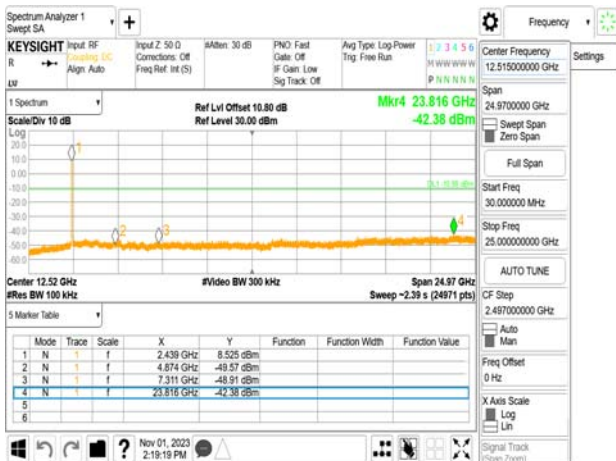 Spectrum Analyzer 1
Swept SA
+
Frequency
KEYSIGHT
Input: RF
Coupling: DC
Align: Auto
Input Z: 50 Ω
Corrections: Off
Freq Ref: Int (S)
#Atten: 30 dB
PNO: Fast
Gate: Off
IF Gain: Low
Sig Track: Off
Avg Type: Log-Power
Trig: Free Run
1 2 3 4 5 6
M W W W W W
P N N N N N
R
LXI
Center Frequency
12.515000000 GHz
Settings
Span
24.9700000 GHz
Swept Span
Zero Span
Full Span
Start Freq
30.000000 MHz
Stop Freq
25.000000000 GHz
AUTO TUNE
CF Step
2.497000000 GHz
Auto
Man
Freq Offset
0 Hz
X Axis Scale
Log
Lin
Signal Track
(Span Zoom)
1 Spectrum
Scale/Div 10 dB
Ref Lvl Offset 10.80 dB
Ref Level 30.00 dBm
Mkr4 23.816 GHz
-42.38 dBm
Log
20.0
10.0
0.00
-10.0
-20.0
-30.0
-40.0
-50.0
-60.0
1
2
3
4
Center 12.52 GHz
#Res BW 100 kHz
#Video BW 300 kHz
Span 24.97 GHz
Sweep ~2.39 s (24971 pts)
5 Marker Table
Mode Trace Scale X Y Function Function Width Function Value
1 N 1 f 2.439 GHz 8.525 dBm
2 N 1 f 4.874 GHz -49.57 dBm
3 N 1 f 7.311 GHz -48.91 dBm
4 N 1 f 23.816 GHz -42.38 dBm
5
6
?
Nov 01, 2023
2:19:19 PM